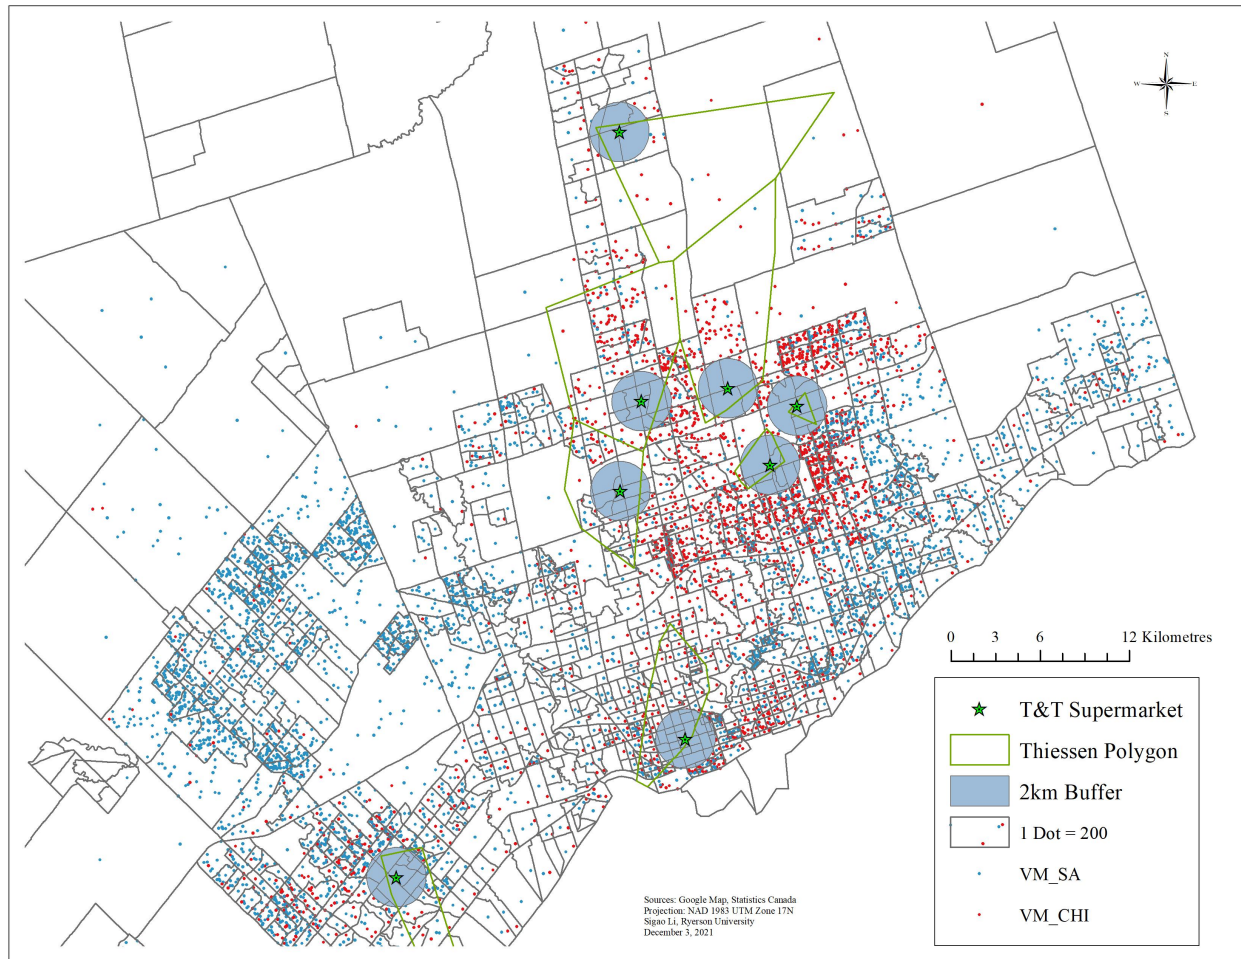 N
W E
S
0 3 6 12 Kilometres
T&T Supermarket
Thiessen Polygon
2km Buffer
1 Dot = 200
VM_SA
VM_CHI
Sources: Google Map, Statistics Canada
Projection: NAD 1983 UTM Zone 17N
Sigao Li, Ryerson University
December 3, 2021